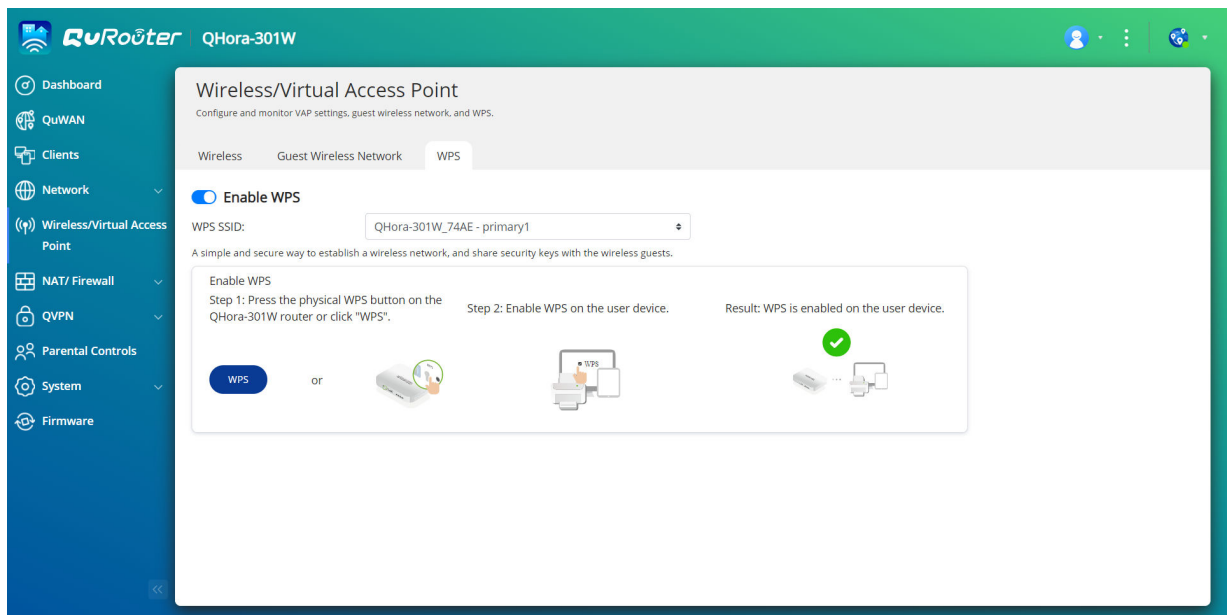 QuRouter QHora-301W
Dashboard
QuWAN
Clients
Network
Wireless/Virtual Access
Point
NAT/ Firewall
QVPN
Parental Controls
System
Firmware
Wireless/Virtual Access Point
Configure and monitor VAP settings, guest wireless network, and WPS.
Wireless Guest Wireless Network WPS
Enable WPS
WPS SSID: QHora-301W_74AE - primary1
A simple and secure way to establish a wireless network, and share security keys with the wireless guests.
Enable WPS
Step 1: Press the physical WPS button on the
QHora-301W router or click "WPS".
WPS or
Step 2: Enable WPS on the user device.
WPS
Result: WPS is enabled on the user device.